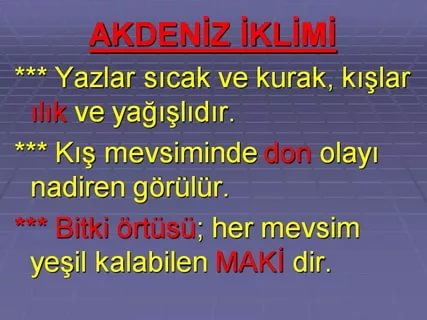 AKDENİZ İKLİMİ
*** Yazlar sıcak ve kurak, kışlar
ılık ve yağışlıdır.
*** Kış mevsiminde don olayı
nadiren görülür.
*** Bitki örtüsü; her mevsim
yeşil kalabilen MAKİ dir.